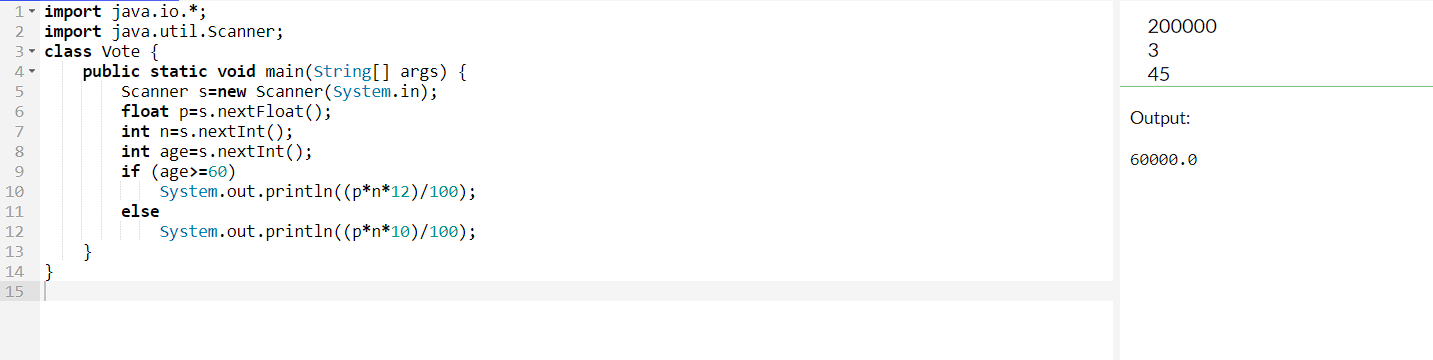 1 import java.io.*;
2 import java.util.Scanner;
3 class Vote {
4     public static void main(String[] args) {
5         Scanner s=new Scanner(System.in);
6         float p=s.nextFloat();
7         int n=s.nextInt();
8         int age=s.nextInt();
9         if (age>=60)
10             System.out.println((p*n*12)/100);
11         else
12             System.out.println((p*n*10)/100);
13     }
14 }
15
200000
3
45
Output:
60000.0